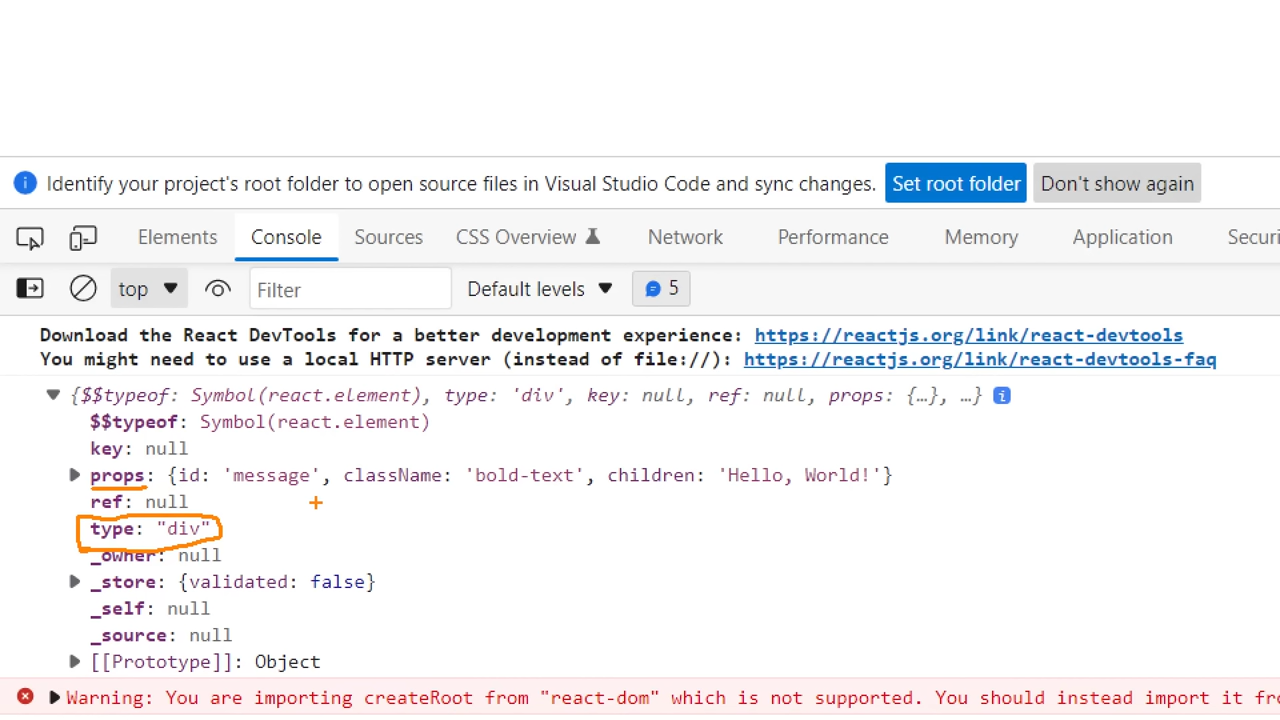 Identify your project's root folder to open source files in Visual Studio Code and sync changes. Set root folder Don't show again
Elements Console Sources CSS Overview Network Performance Memory Application Securi
top Filter Default levels 5
Download the React DevTools for a better development experience: https://reactjs.org/link/react-devtools
You might need to use a local HTTP server (instead of file://): https://reactjs.org/link/react-devtools-faq
{$$typeof: Symbol(react.element), type: 'div', key: null, ref: null, props: {…}, …}
$$typeof: Symbol(react.element)
key: null
props: {id: 'message', className: 'bold-text', children: 'Hello, World!'}
ref: null
type: "div"
_owner: null
_store: {validated: false}
_self: null
_source: null
[[Prototype]]: Object
Warning: You are importing createRoot from "react-dom" which is not supported. You should instead import it fro